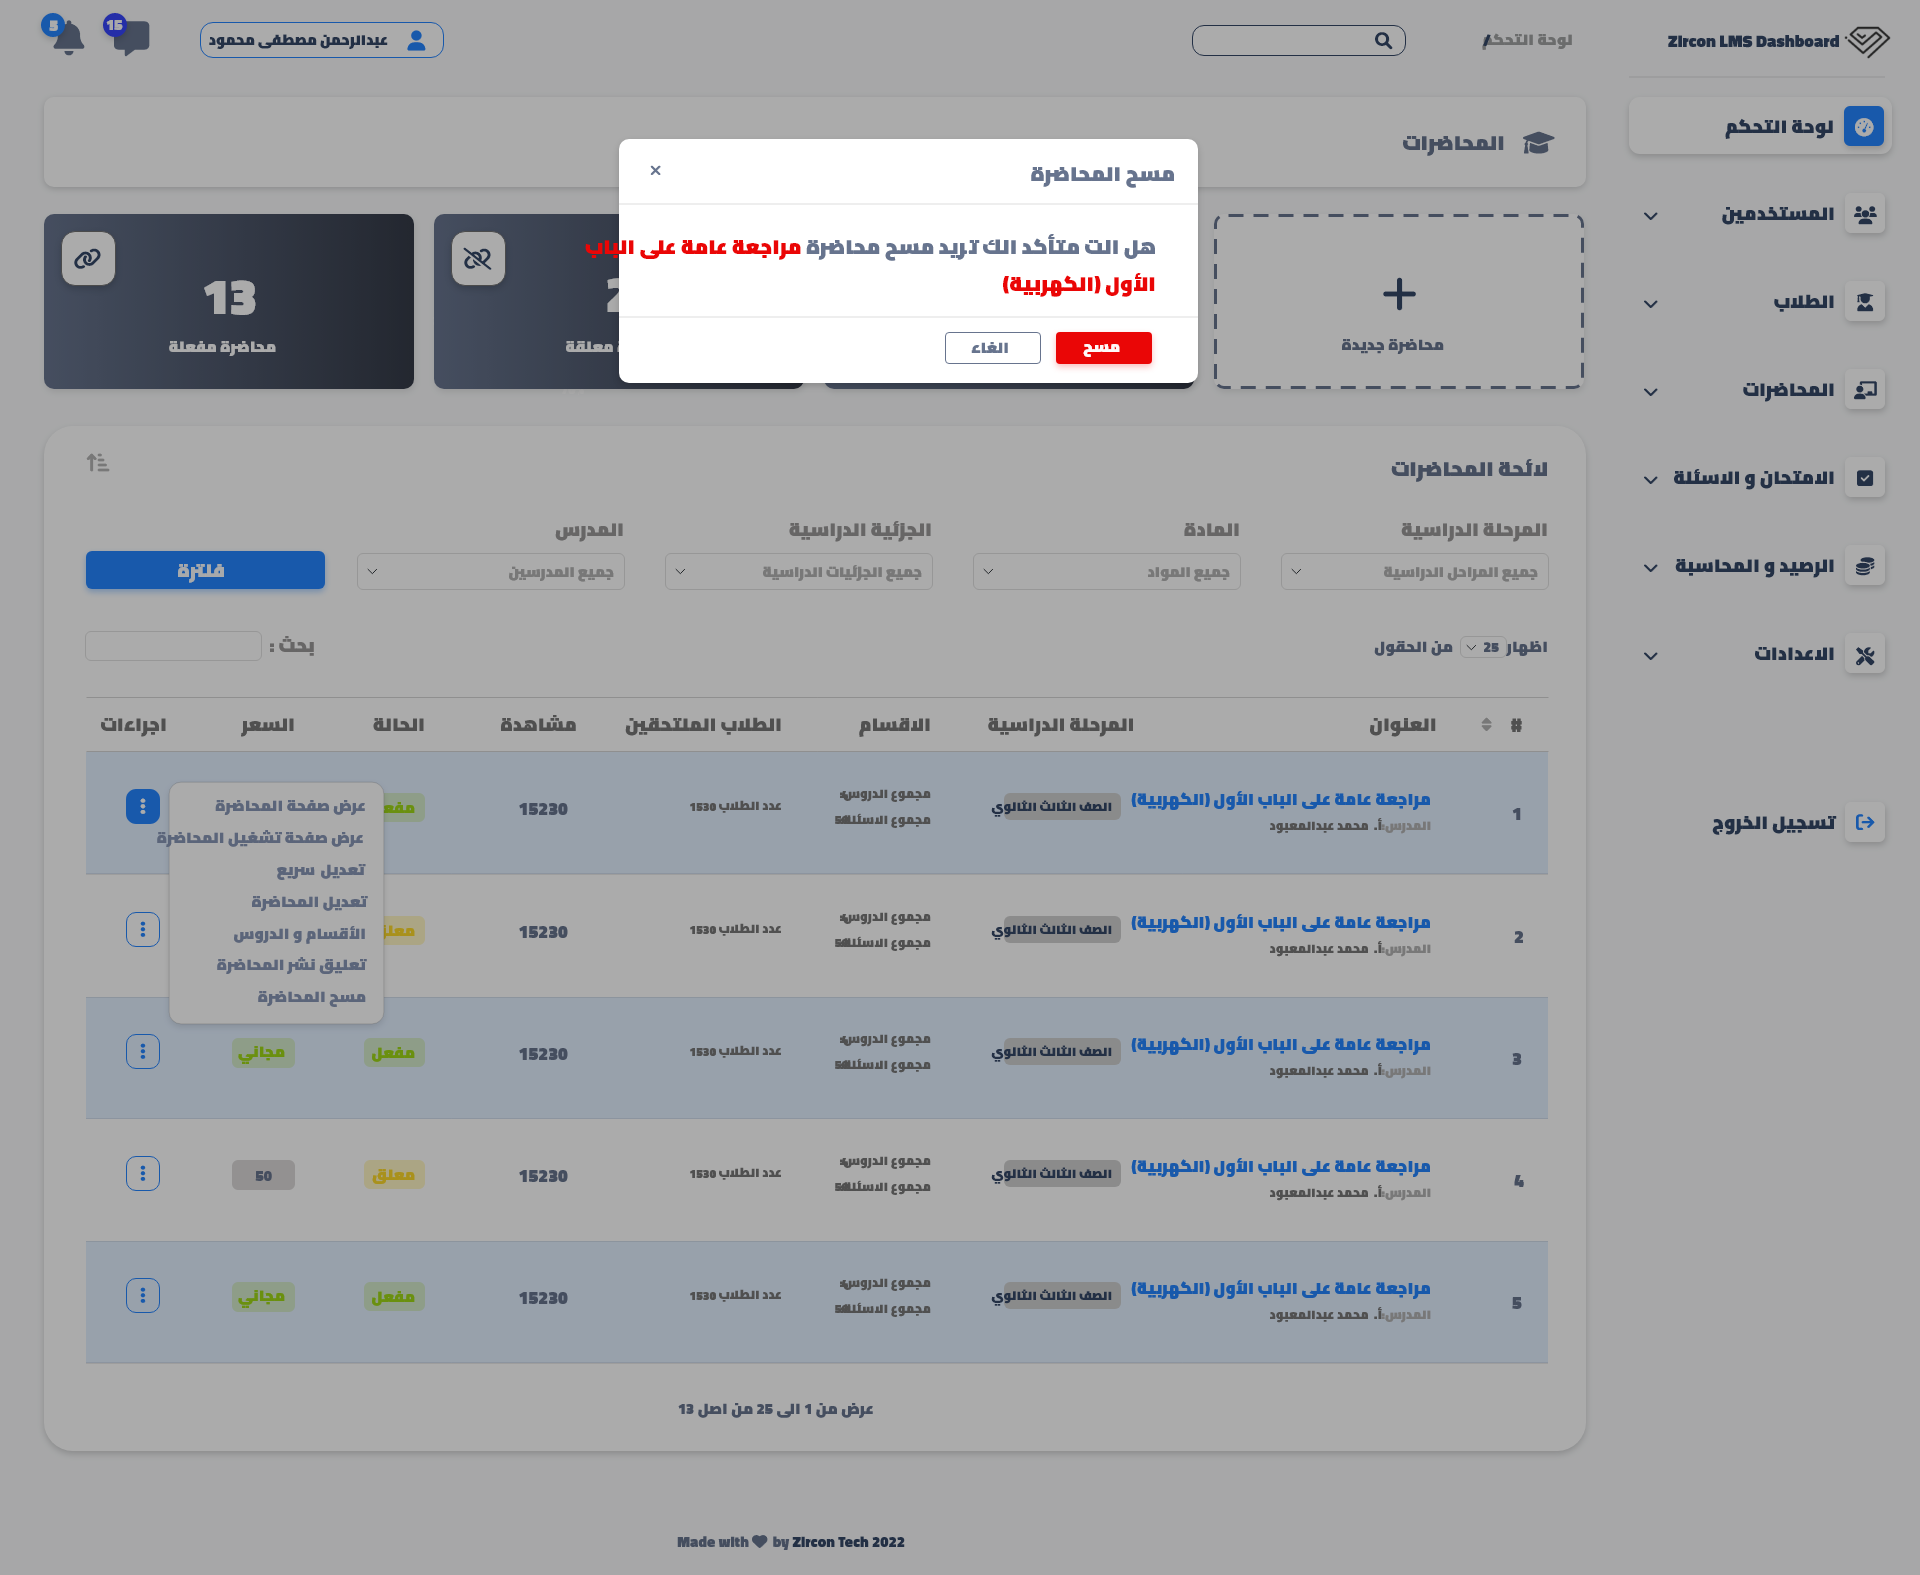 Zircon LMS Dashboard
لوحة التحكم /
عبدالرحمن مصطفى محمود
15
5
لوحة التحكم
المستخدمين
الطلاب
المحاضرات
الامتحان و الاسئلة
الرصيد و المحاسبة
الاعدادات
تسجيل الخروج
المحاضرات
مسح المحاضرة
×
هل انت متأكد انك تريد مسح محاضرة مراجعة عامة على الباب
الأول (الكهربية)
مسح
الغاء
محاضرة جديدة
2
معلقة
13
محاضرة مفعلة
لائحة المحاضرات
المرحلة الدراسية
المادة
الجزئية الدراسية
المدرس
جميع المراحل الدراسية
جميع المواد
جميع الجزئيات الدراسية
جميع المدرسين
فلترة
اظهار 25 من الحقول
بحث :
# العنوان المرحلة الدراسية الاقسام الطلاب الملتحقين مشاهدة الحالة السعر اجراءات
1 مراجعة عامة على الباب الأول (الكهربية) الصف الثالث الثانوي 15230
المدرس: أ. محمد عبدالمعبود
مجموع الدروس:
مجموع الاسئلة:
عدد الطلاب 1530
مفعل
عرض صفحة المحاضرة
عرض صفحة تشغيل المحاضرة
تعديل سريع
تعديل المحاضرة
الأقسام و الدروس
تعليق نشر المحاضرة
مسح المحاضرة
2 مراجعة عامة على الباب الأول (الكهربية) الصف الثالث الثانوي 15230
المدرس: أ. محمد عبدالمعبود
مجموع الدروس:
مجموع الاسئلة:
عدد الطلاب 1530
معلق
3 مراجعة عامة على الباب الأول (الكهربية) الصف الثالث الثانوي 15230
المدرس: أ. محمد عبدالمعبود
مجموع الدروس:
مجموع الاسئلة:
عدد الطلاب 1530
مفعل
مجاني
4 مراجعة عامة على الباب الأول (الكهربية) الصف الثالث الثانوي 15230
المدرس: أ. محمد عبدالمعبود
مجموع الدروس:
مجموع الاسئلة:
عدد الطلاب 1530
معلق
50
5 مراجعة عامة على الباب الأول (الكهربية) الصف الثالث الثانوي 15230
المدرس: أ. محمد عبدالمعبود
مجموع الدروس:
مجموع الاسئلة:
عدد الطلاب 1530
مفعل
مجاني
عرض من 1 الى 25 من اصل 13
Made with by Zircon Tech 2022